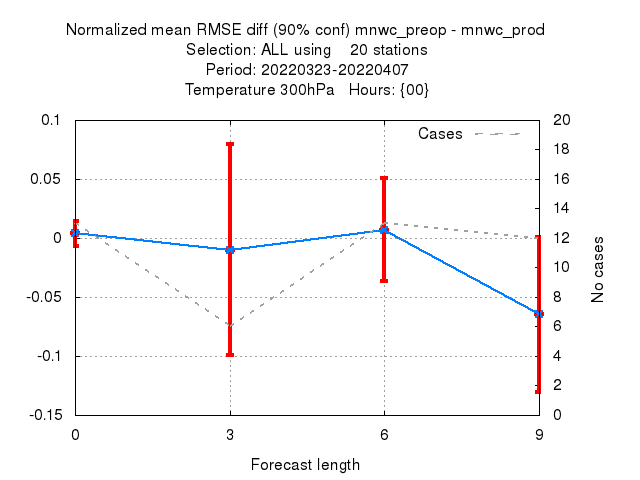 Normalized mean RMSE diff (90% conf) mnwc_preop - mnwc_prod
Selection: ALL using    20 stations
Period: 20220323-20220407
Temperature 300hPa   Hours: {00}
Cases
0.1
0.05
0
-0.05
-0.1
-0.15
20
18
16
14
12
10
8
6
4
2
0
No cases
0 3 6 9
Forecast length